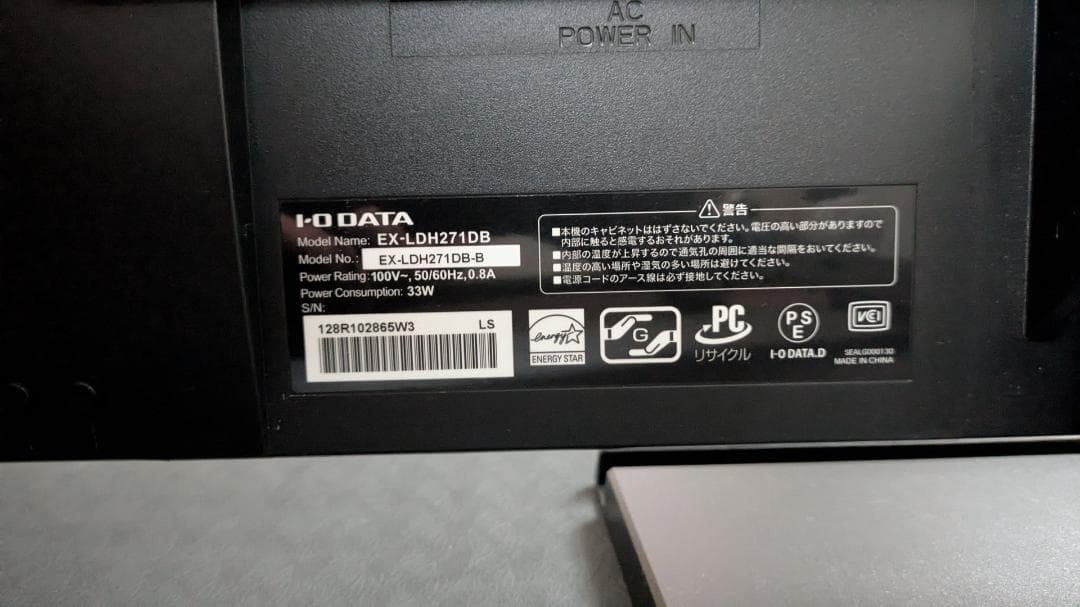 AC
POWER IN
I-O DATA
Model Name: EX-LDH271DB
Model No.: EX-LDH271DB-B
Power Rating: 100V~, 50/60Hz, 0.8A
Power Consumption: 33W
S/N:
128R102865W3 LS
警告
■本機のキャビネットははずさないでください。電圧の高い部分がありますので
内部に触ると感電するおそれがあります。
■内部の温度が上昇するので通気孔の周囲に適当な間隔をおいてください。
■温度の高い場所や湿気の多い場所は避けてください。
■電源コードのアース線は必ず接地してください。
energy
ENERGY STAR
G
PC
リサイクル
PS
E
I-O DATA.D
VCCI
SEALG000130
MADE IN CHINA